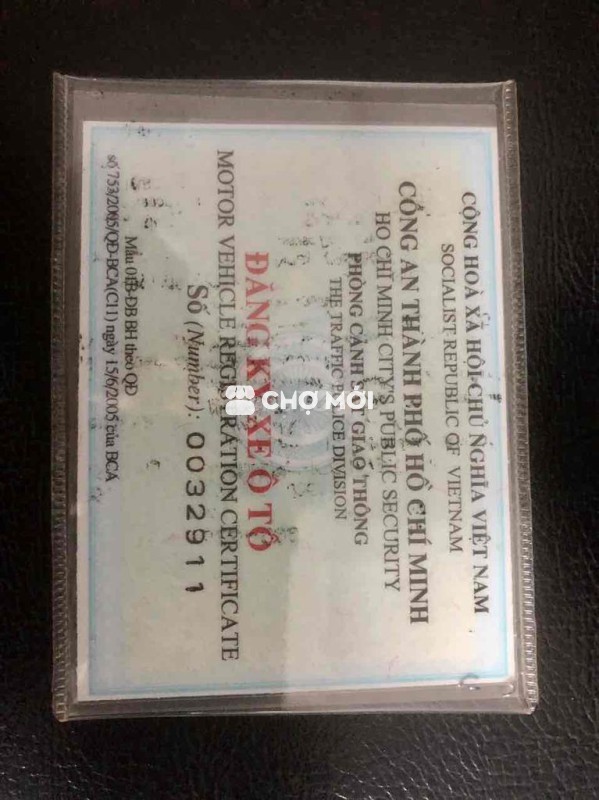 CỘNG HOÀ XÃ HỘI CHỦ NGHĨA VIỆT NAM
SOCIALIST REPUBLIC OF VIETNAM
CÔNG AN THÀNH PHỐ HỒ CHÍ MINH
HO CHI MINH CITY'S PUBLIC SECURITY
PHÒNG CẢNH SÁT GIAO THÔNG
THE TRAFFIC POLICE DIVISION
ĐĂNG KÝ XE Ô TÔ
MOTOR VEHICLE REGISTRATION CERTIFICATE
Số (Number): 0032911
Mẫu 01B-ĐB BH theo QĐ
số 753/2005/QĐ-BCA(C11) ngày 15/6/2005 của BCA
CHỢ MỚI